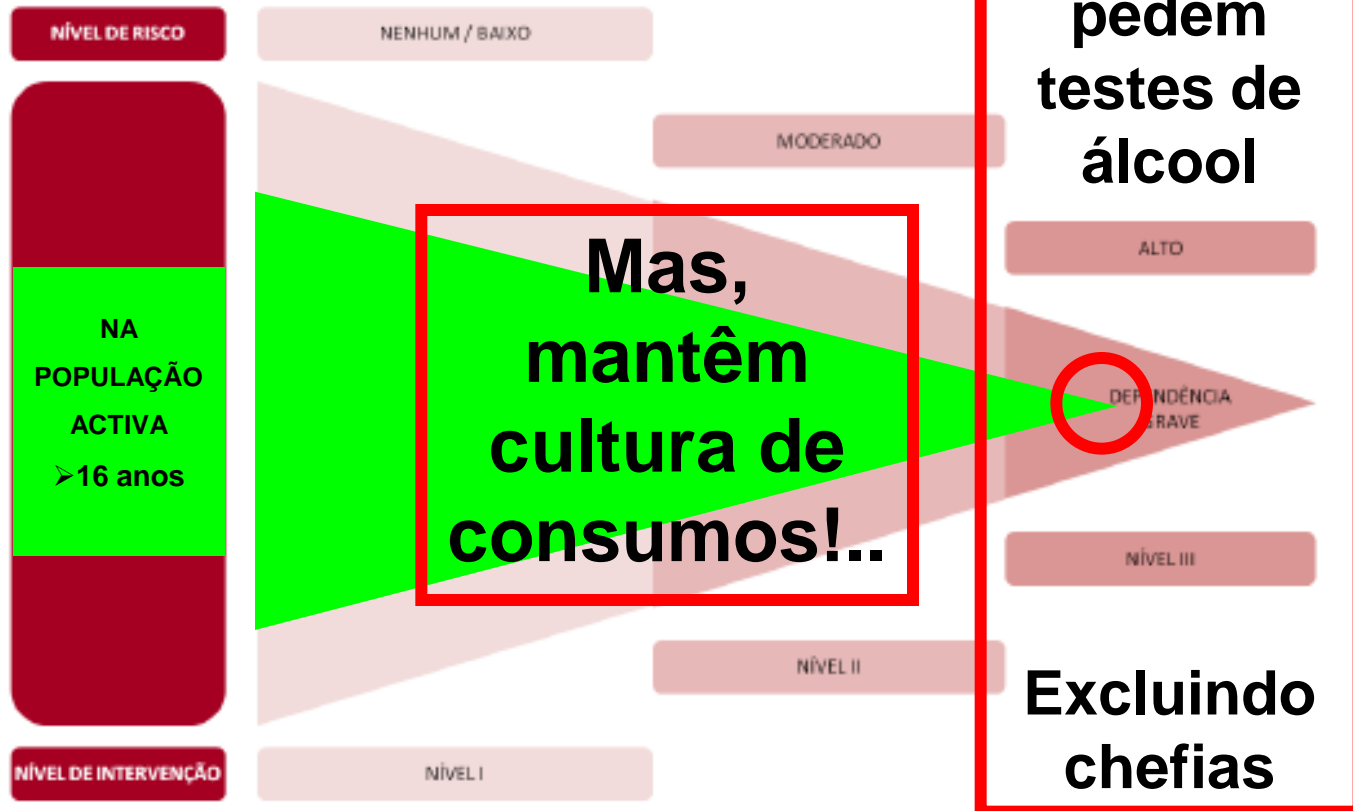 NÍVEL DE RISCO
NENHUM / BAIXO
MODERADO
pedem
testes de
álcool
ALTO
NA
POPULAÇÃO
ACTIVA
➢16 anos
Mas,
mantêm
cultura de
consumos!..
DEPENDÊNCIA
GRAVE
NÍVEL III
NÍVEL II
Excluindo
chefias
NÍVEL DE INTERVENÇÃO
NÍVEL I